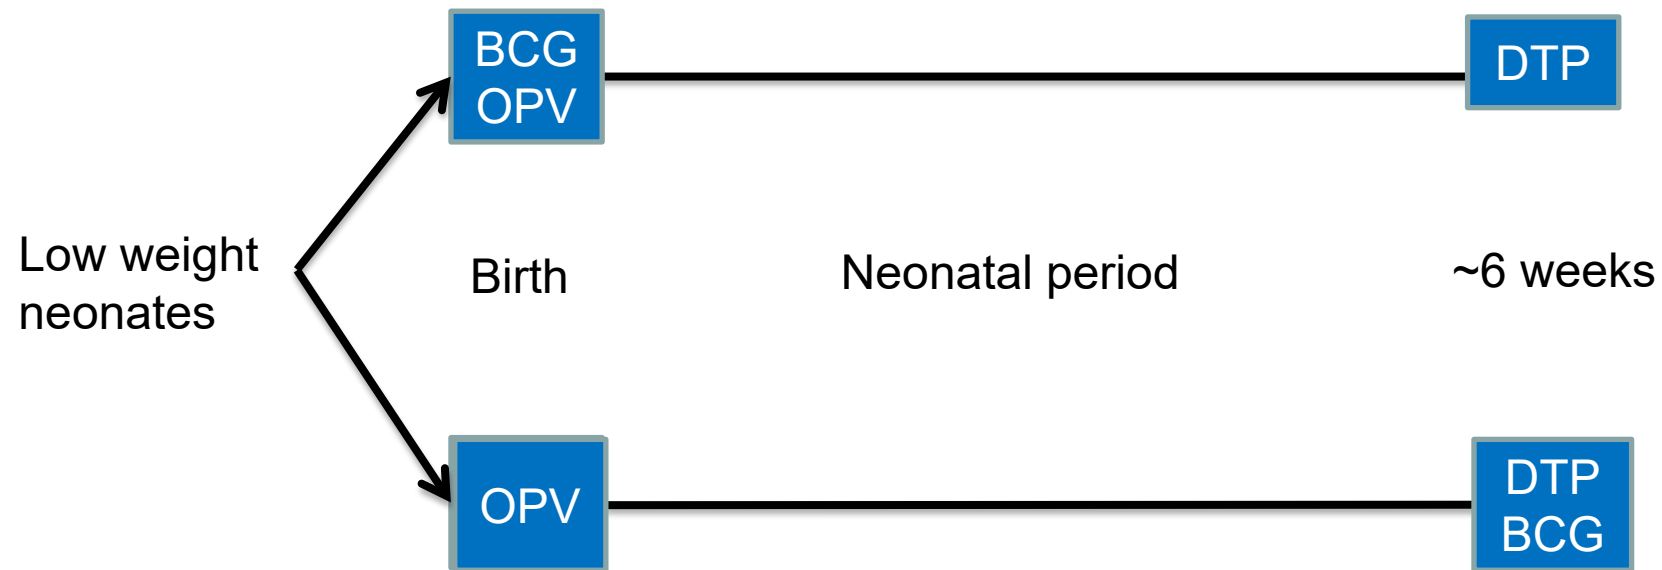 BCG
OPV
DTP
Low weight
neonates
Birth
Neonatal period
~6 weeks
OPV
DTP
BCG